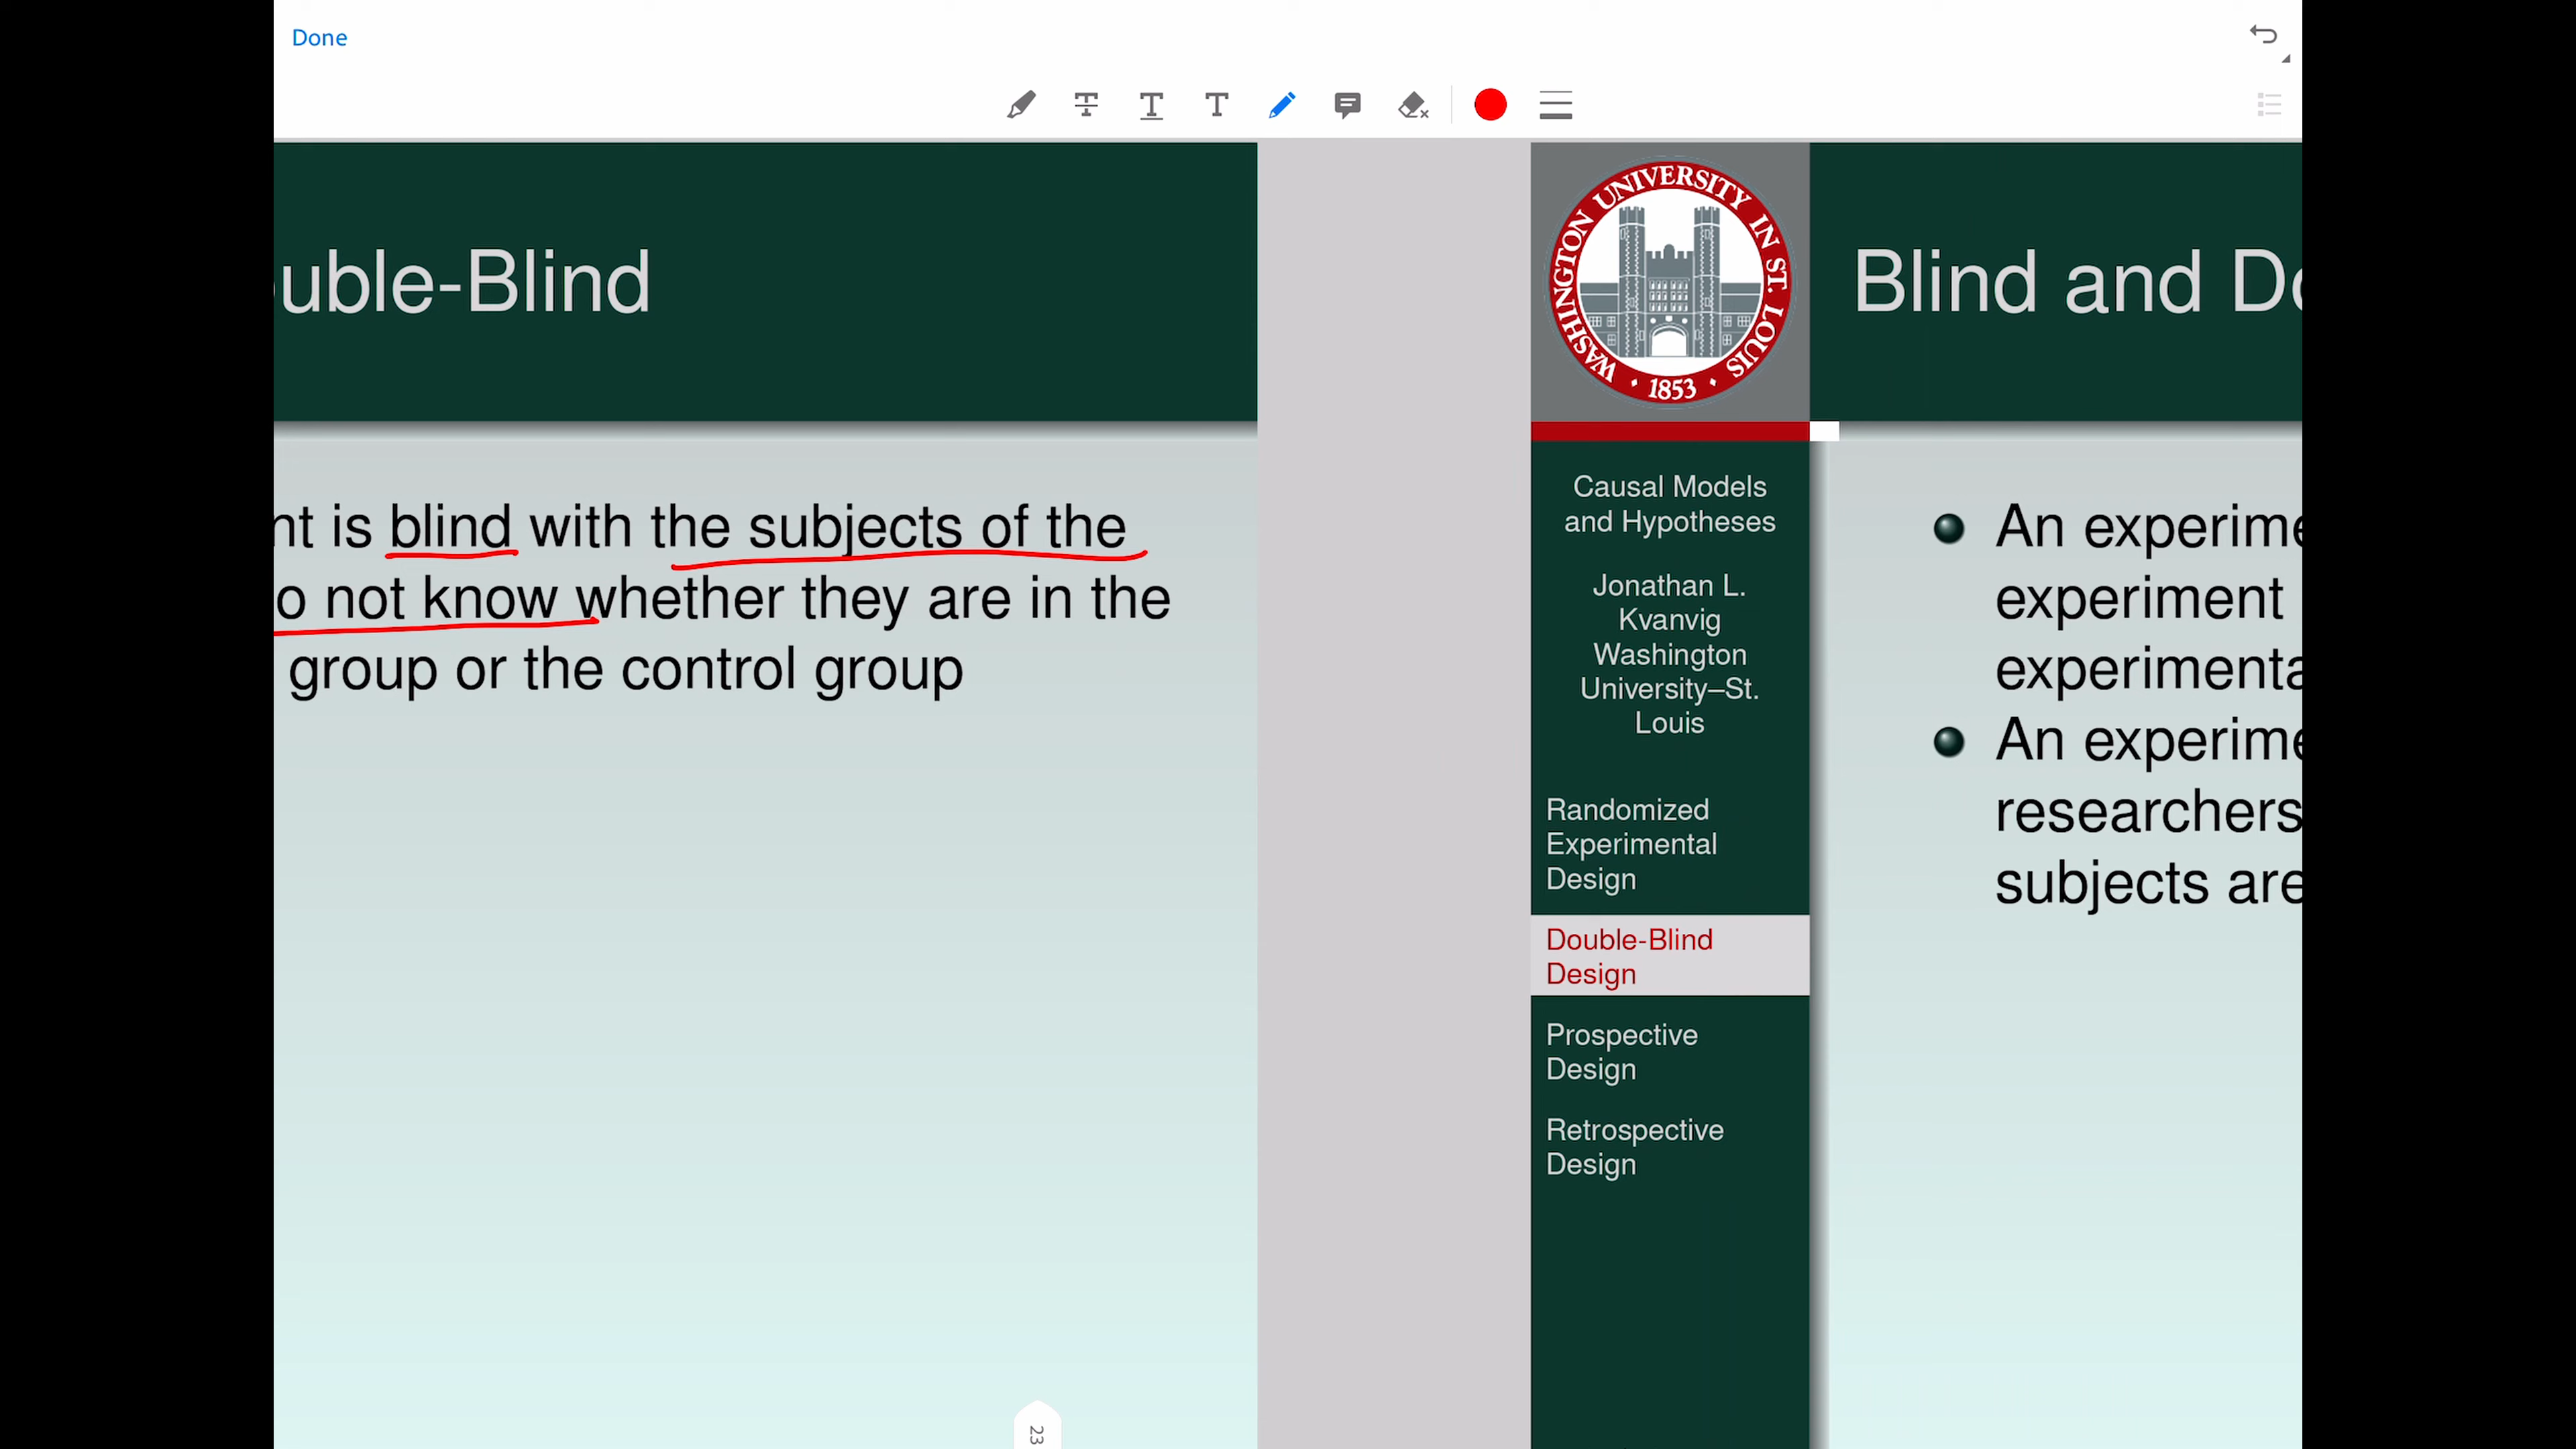 Done
uble-Blind
nt is blind with the subjects of the
o not know whether they are in the
group or the control group
23
WASHINGTON UNIVERSITY IN ST. LOUIS
1853
Blind and Do
Causal Models
and Hypotheses
Jonathan L.
Kvanvig
Washington
University–St.
Louis
Randomized
Experimental
Design
Double-Blind
Design
Prospective
Design
Retrospective
Design
An experime
experiment
experimenta
An experime
researchers
subjects are